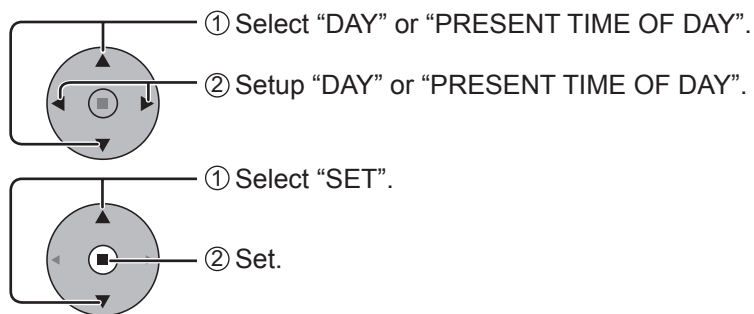 ① Select “DAY” or “PRESENT TIME OF DAY”.
② Setup “DAY” or “PRESENT TIME OF DAY”.
① Select “SET”.
② Set.